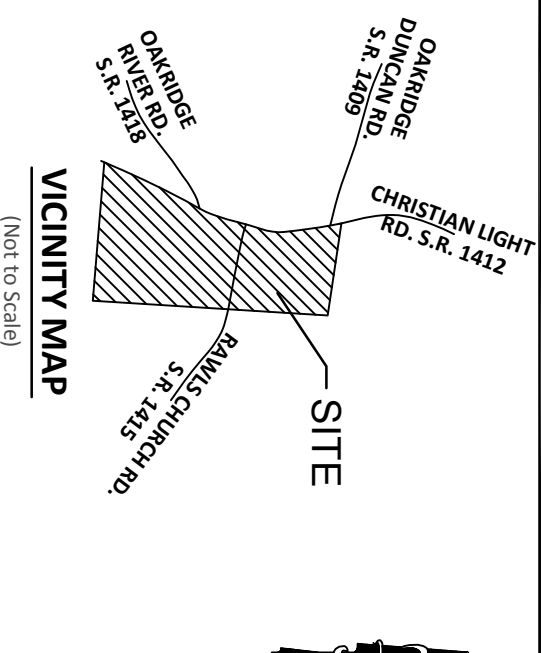 OAKRIDGE
DUNCAN RD.
S.R. 1409
CHRISTIAN LIGHT
RD. S.R. 1412
OAKRIDGE
RIVER RD.
S.R. 1418
SITE
RAWLS CHURCH RD.
S.R. 1415
VICINITY MAP
(Not to Scale)